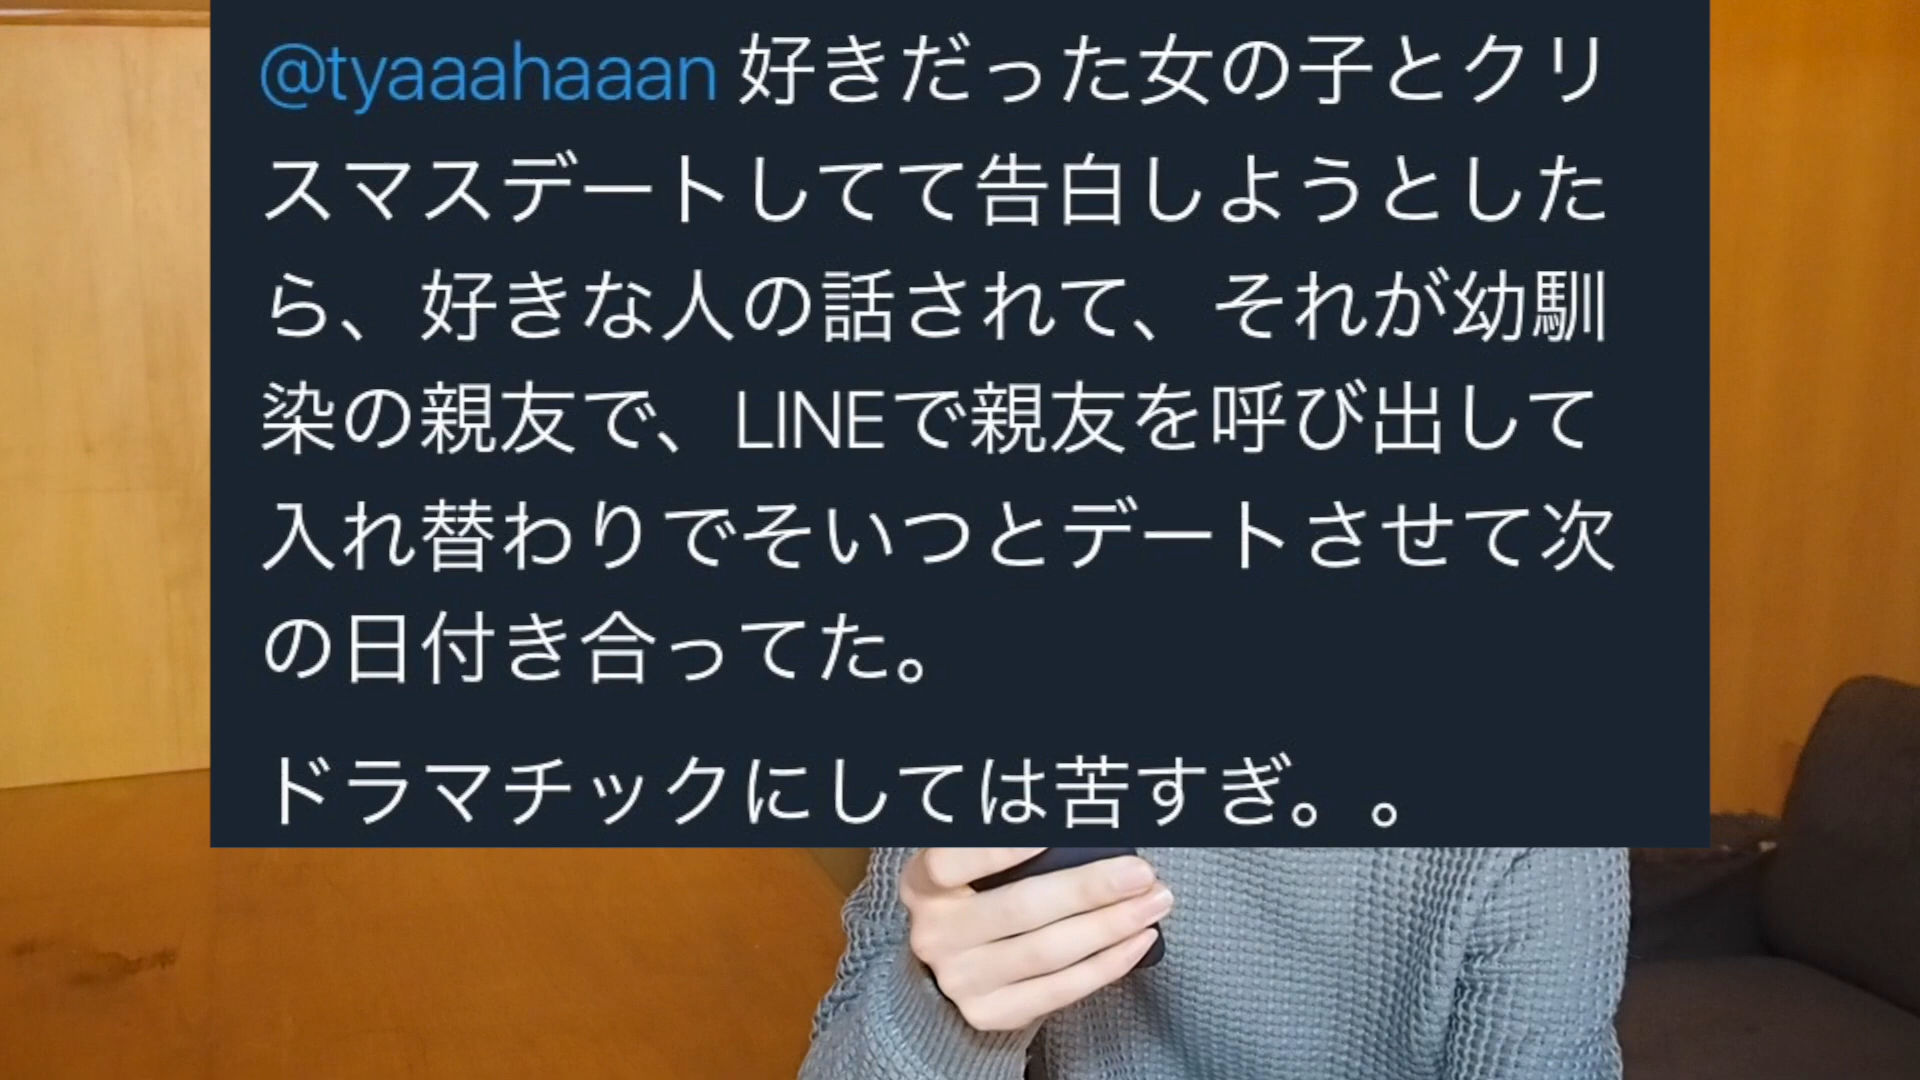 @tyaaahaaan 好きだった女の子とクリ
スマスデートしてて告白しようとした
ら、好きな人の話されて、それが幼馴
染の親友で、LINEで親友を呼び出して
入れ替わりでそいつとデートさせて次
の日付き合ってた。
ドラマチックにしては苦すぎ。。